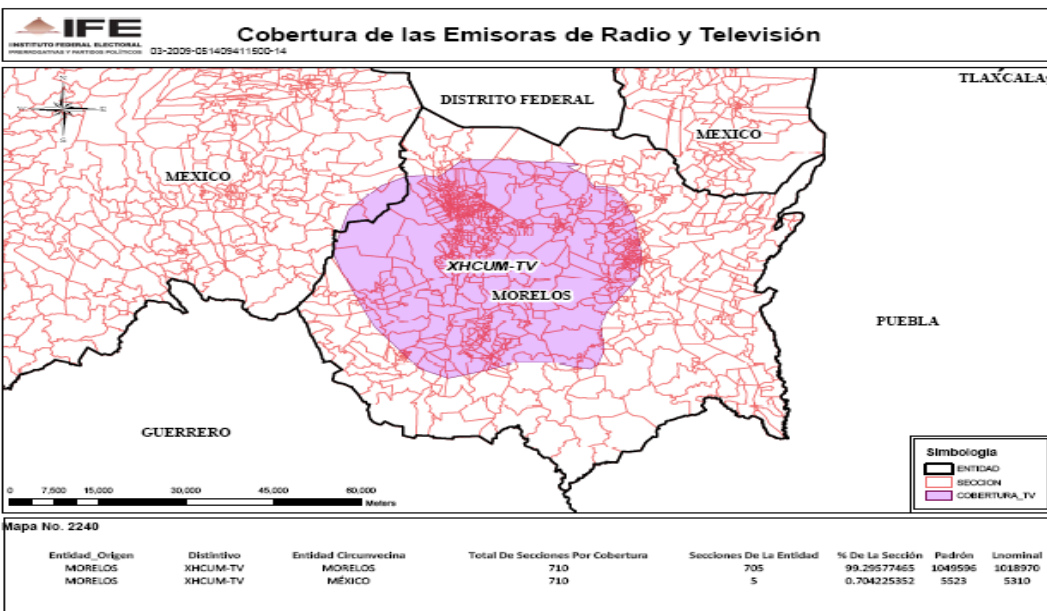 IFE
INSTITUTO FEDERAL ELECTORAL
PRERROGATIVAS Y PARTIDOS POLÍTICOS
03-2009-051409411500-14
Cobertura de las Emisoras de Radio y Televisión
TLAXCALA
DISTRITO FEDERAL
MEXICO
MEXICO
XHCUM-TV
MORELOS
PUEBLA
GUERRERO
Simbología
ENTIDAD
SECCION
COBERTURA_TV
0 7,500 15,000 30,000 45,000 60,000
Meters
Mapa No. 2240
Entidad_Origen Distintivo Entidad Circunvecina Total De Secciones Por Cobertura Secciones De La Entidad % De La Sección Padrón Lnominal
MORELOS XHCUM-TV MORELOS 710 705 99.29577465 1049596 1018970
MORELOS XHCUM-TV MÉXICO 710 5 0.704225352 5523 5310